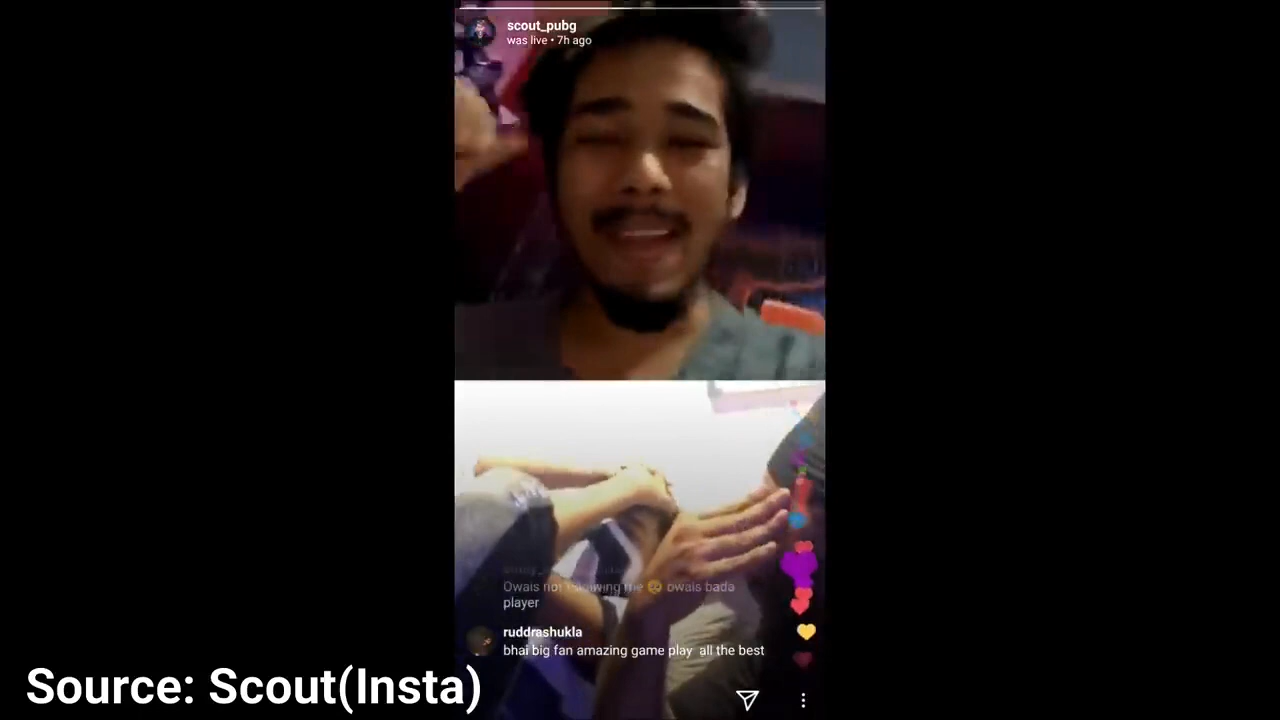 scout_pubg
was live • 7h ago
Owais not following me 🥺 owais bada
player
ruddrashukla
bhai big fan amazing game play all the best
Source: Scout(Insta)